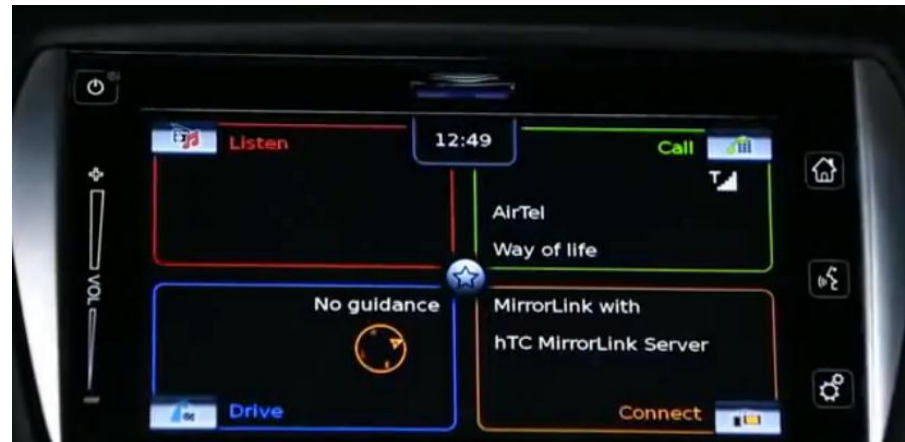 Listen
12:49
Call
AirTel
Way of life
VOL
No guidance
MirrorLink with
hTC MirrorLink Server
Drive
Connect